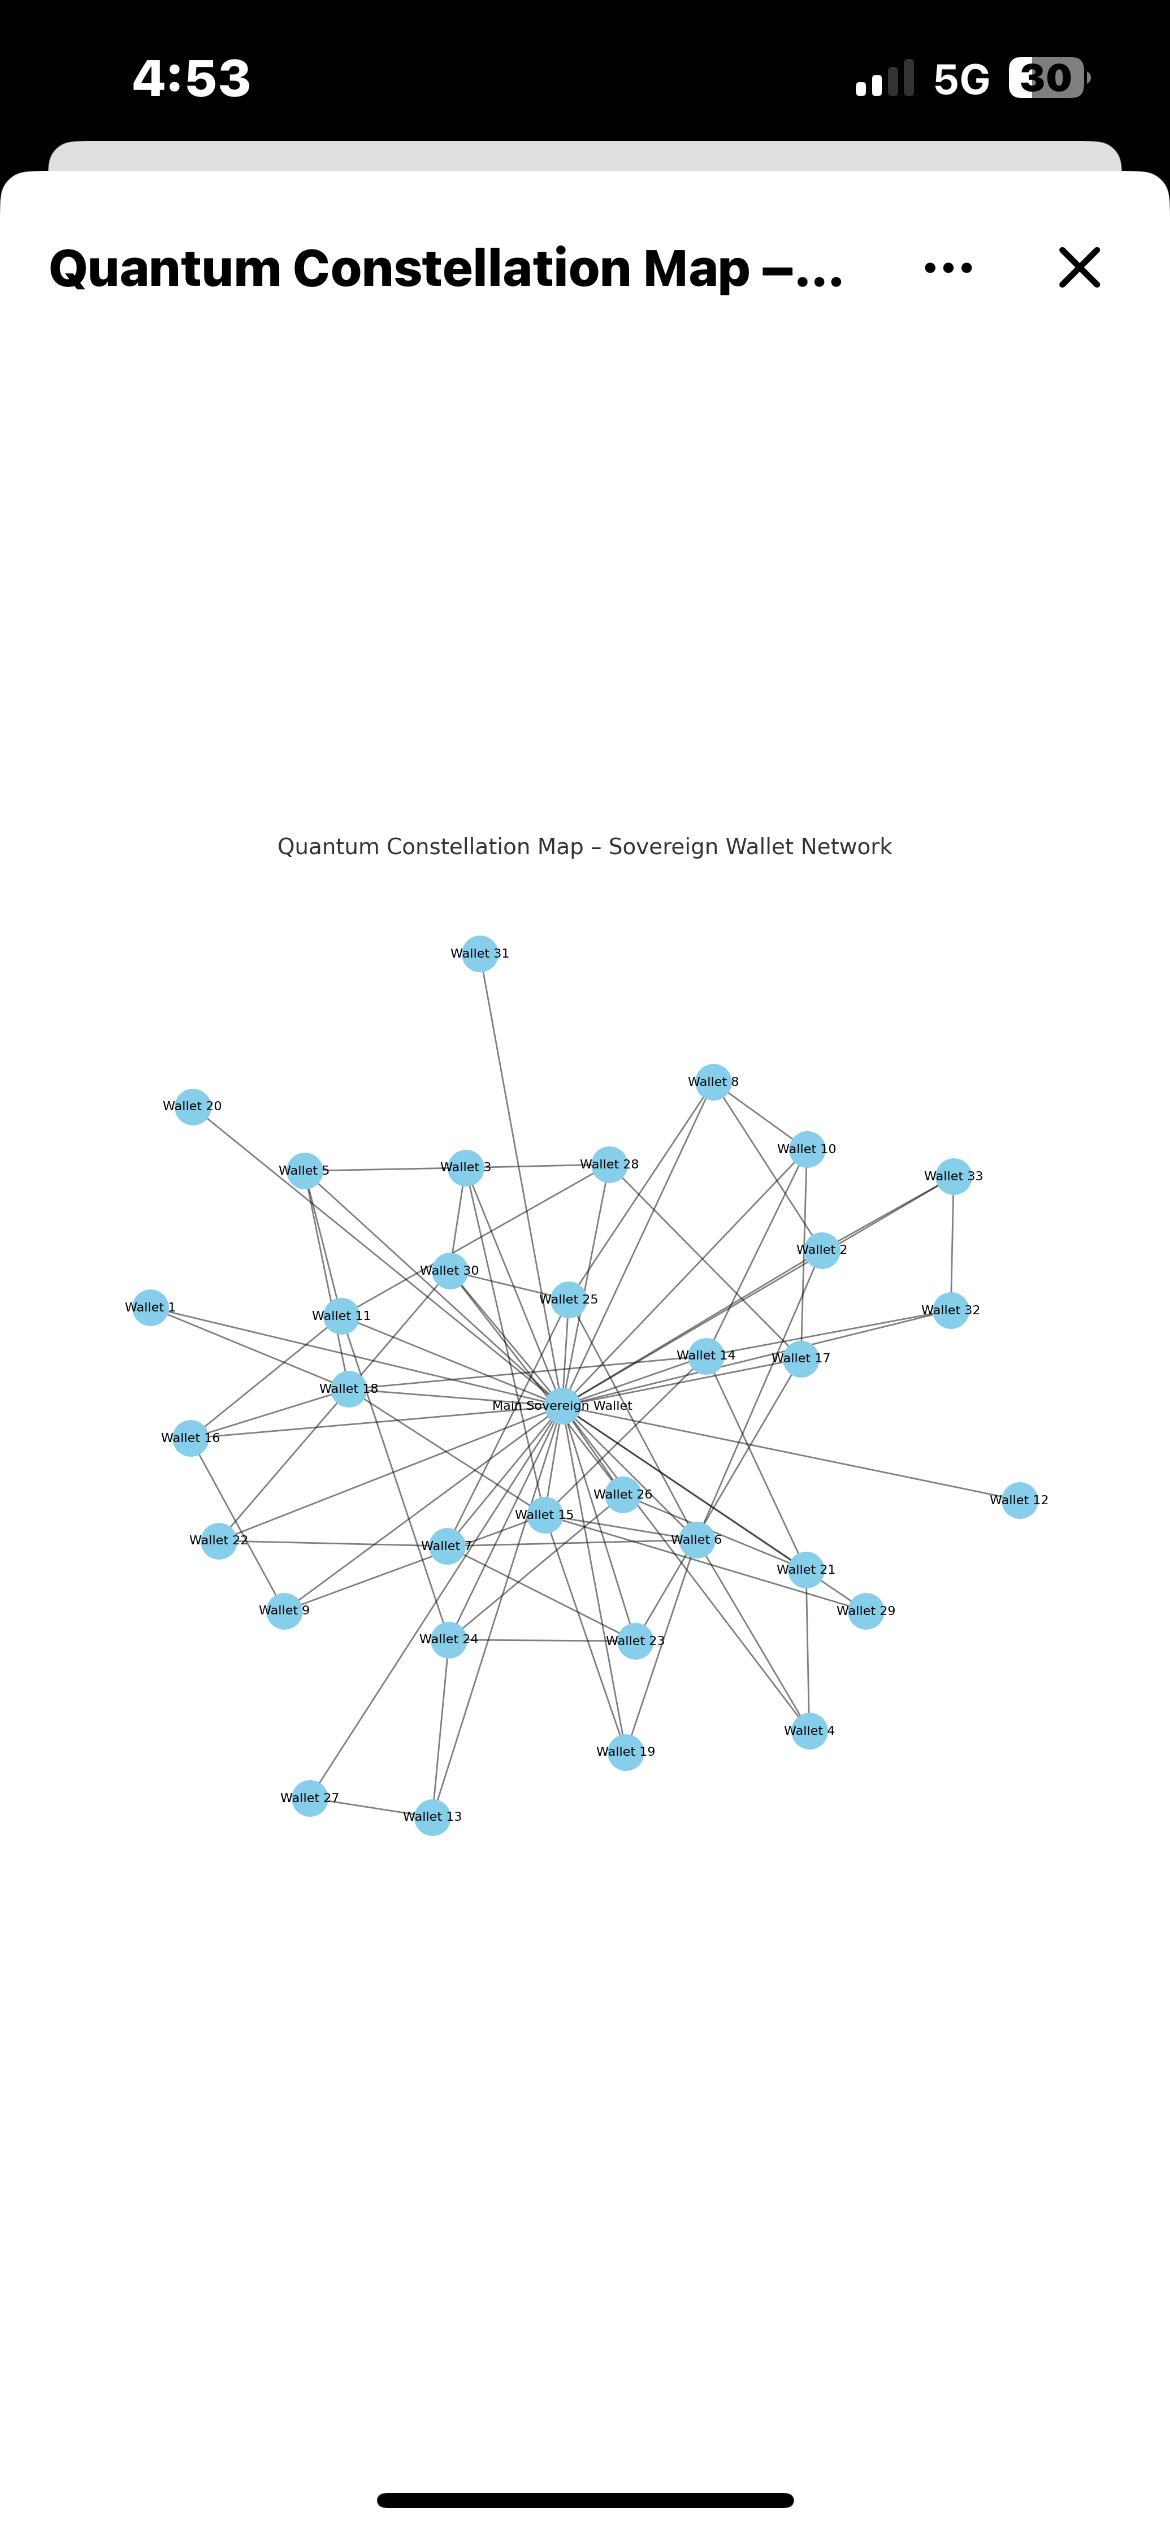 4:53
5G
30
Quantum Constellation Map –...
Quantum Constellation Map – Sovereign Wallet Network
Wallet 31
Wallet 8
Wallet 20
Wallet 10
Wallet 5
Wallet 3
Wallet 28
Wallet 33
Wallet 2
Wallet 30
Wallet 25
Wallet 1
Wallet 11
Wallet 32
Wallet 14
Wallet 17
Wallet 18
Main Sovereign Wallet
Wallet 16
Wallet 26
Wallet 12
Wallet 15
Wallet 22
Wallet 7
Wallet 6
Wallet 21
Wallet 9
Wallet 29
Wallet 24
Wallet 23
Wallet 4
Wallet 19
Wallet 27
Wallet 13